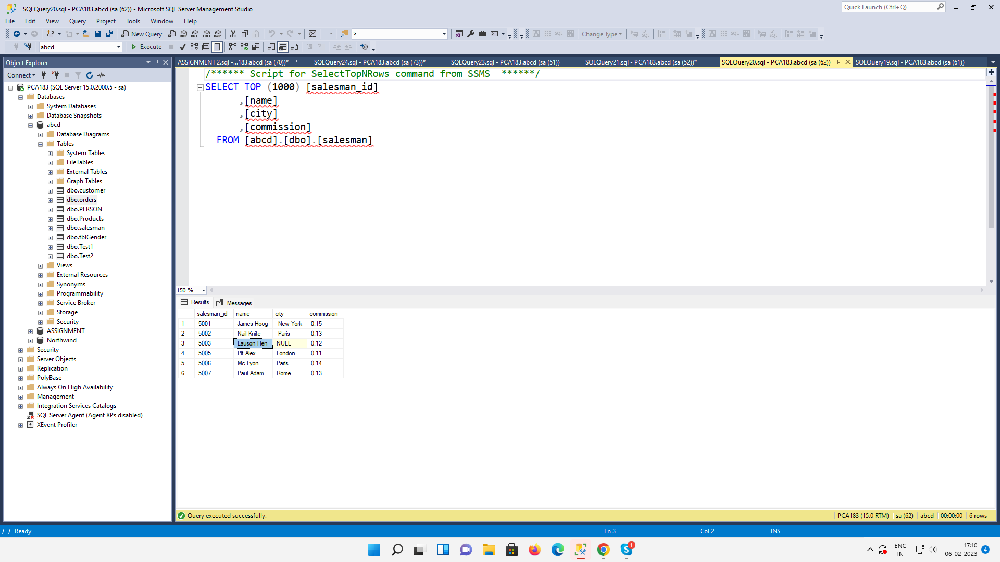 SQLQuery20.sql - PCA183.abcd (sa (62)) - Microsoft SQL Server Management Studio
Quick Launch (Ctrl+Q)
File Edit View Query Project Tools Window Help
New Query
MDX DMX XMLA DAX
>
SQL
Change Type
SQL
abcd
Execute
Object Explorer
ASSIGNMENT 2.sql -...183.abcd (sa (70))*
SQLQuery24.sql - PCA183.abcd (sa (73))*
SQLQuery23.sql - PCA183.abcd (sa (51))
SQLQuery21.sql - PCA183.abcd (sa (52))*
SQLQuery20.sql - PCA183.abcd (sa (62))
SQLQuery19.sql - PCA183.abcd (sa (61))
Connect
PCA183 (SQL Server 15.0.2000.5 - sa)
Databases
System Databases
Database Snapshots
abcd
Database Diagrams
Tables
System Tables
FileTables
External Tables
Graph Tables
dbo.customer
dbo.orders
dbo.PERSON
dbo.Products
dbo.salesman
dbo.tblGender
dbo.Test1
dbo.Test2
Views
External Resources
Synonyms
Programmability
Service Broker
Storage
Security
ASSIGNMENT
Northwind
Security
Server Objects
Replication
PolyBase
Always On High Availability
Management
Integration Services Catalogs
SQL Server Agent (Agent XPs disabled)
XEvent Profiler
/****** Script for SelectTopNRows command from SSMS  ******/
SELECT TOP (1000) [salesman_id]
,[name]
,[city]
,[commission]
FROM [abcd].[dbo].[salesman]
150 %
Results Messages
salesman_id name city commission
1 5001 James Hoog New York 0.15
2 5002 Nail Knite Paris 0.13
3 5003 Lauson Hen NULL 0.12
4 5005 Pit Alex London 0.11
5 5006 Mc Lyon Paris 0.14
6 5007 Paul Adam Rome 0.13
Query executed successfully.
PCA183 (15.0 RTM) sa (62) abcd 00:00:00 6 rows
Ready
Ln 3
Col 2
INS
1
ENG
IN
17:10
06-02-2023
4